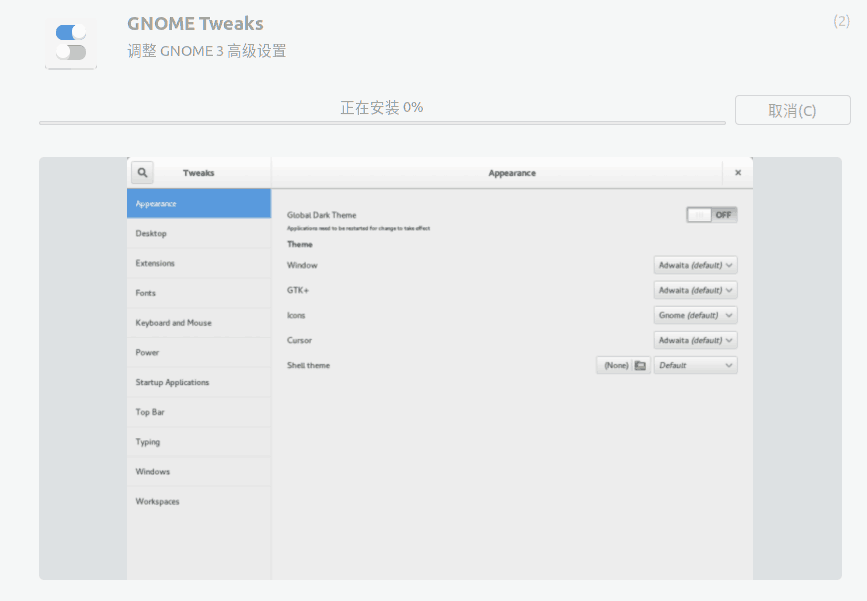 GNOME Tweaks
(2)
调整 GNOME 3 高级设置
正在安装 0%
取消(C)
Tweaks
Appearance
Appearance
Desktop
Extensions
Fonts
Keyboard and Mouse
Power
Startup Applications
Top Bar
Typing
Windows
Workspaces
Global Dark Theme
OFF
Applications need to be restarted for change to take effect
Theme
Window
Adwaita (default)
GTK+
Adwaita (default)
Icons
Gnome (default)
Cursor
Adwaita (default)
Shell theme
(None)
Default